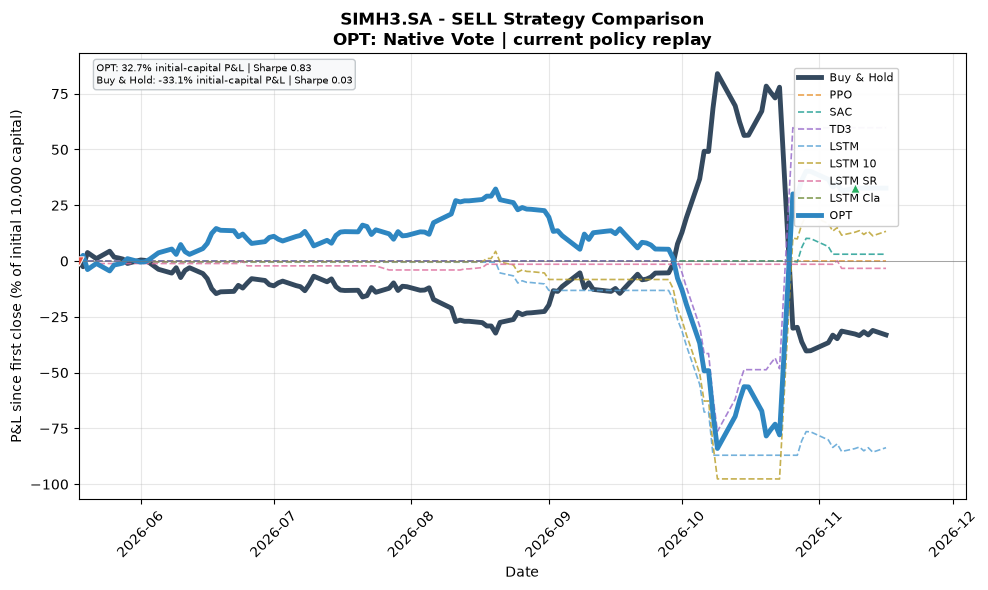 SIMH3.SA - SELL Strategy Comparison
OPT: Native Vote | current policy replay
OPT: 32.7% initial-capital P&L | Sharpe 0.83
Buy & Hold: -33.1% initial-capital P&L | Sharpe 0.03
Buy & Hold
PPO
SAC
TD3
LSTM
LSTM 10
LSTM SR
LSTM Cla
OPT
P&L since first close (% of initial 10,000 capital)
75
50
25
0
−25
−50
−75
−100
2026-06
2026-07
2026-08
2026-09
2026-10
2026-11
2026-12
Date